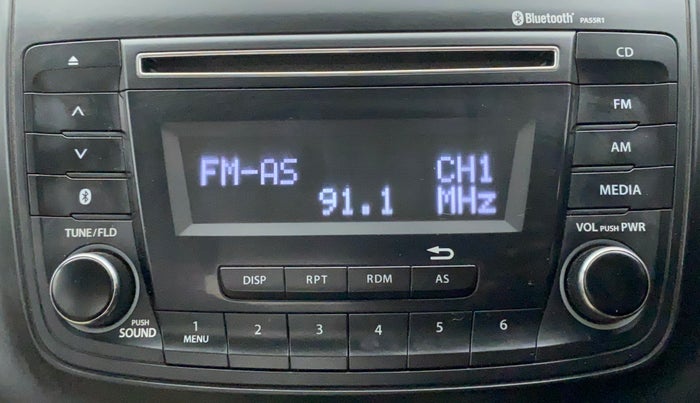 Bluetooth PA55R1
CD
FM
AM
MEDIA
FM-AS CH1
91.1 MHz
TUNE/FLD
VOL PUSH PWR
DISP RPT RDM AS
PUSH
SOUND
1 2 3 4 5 6
MENU